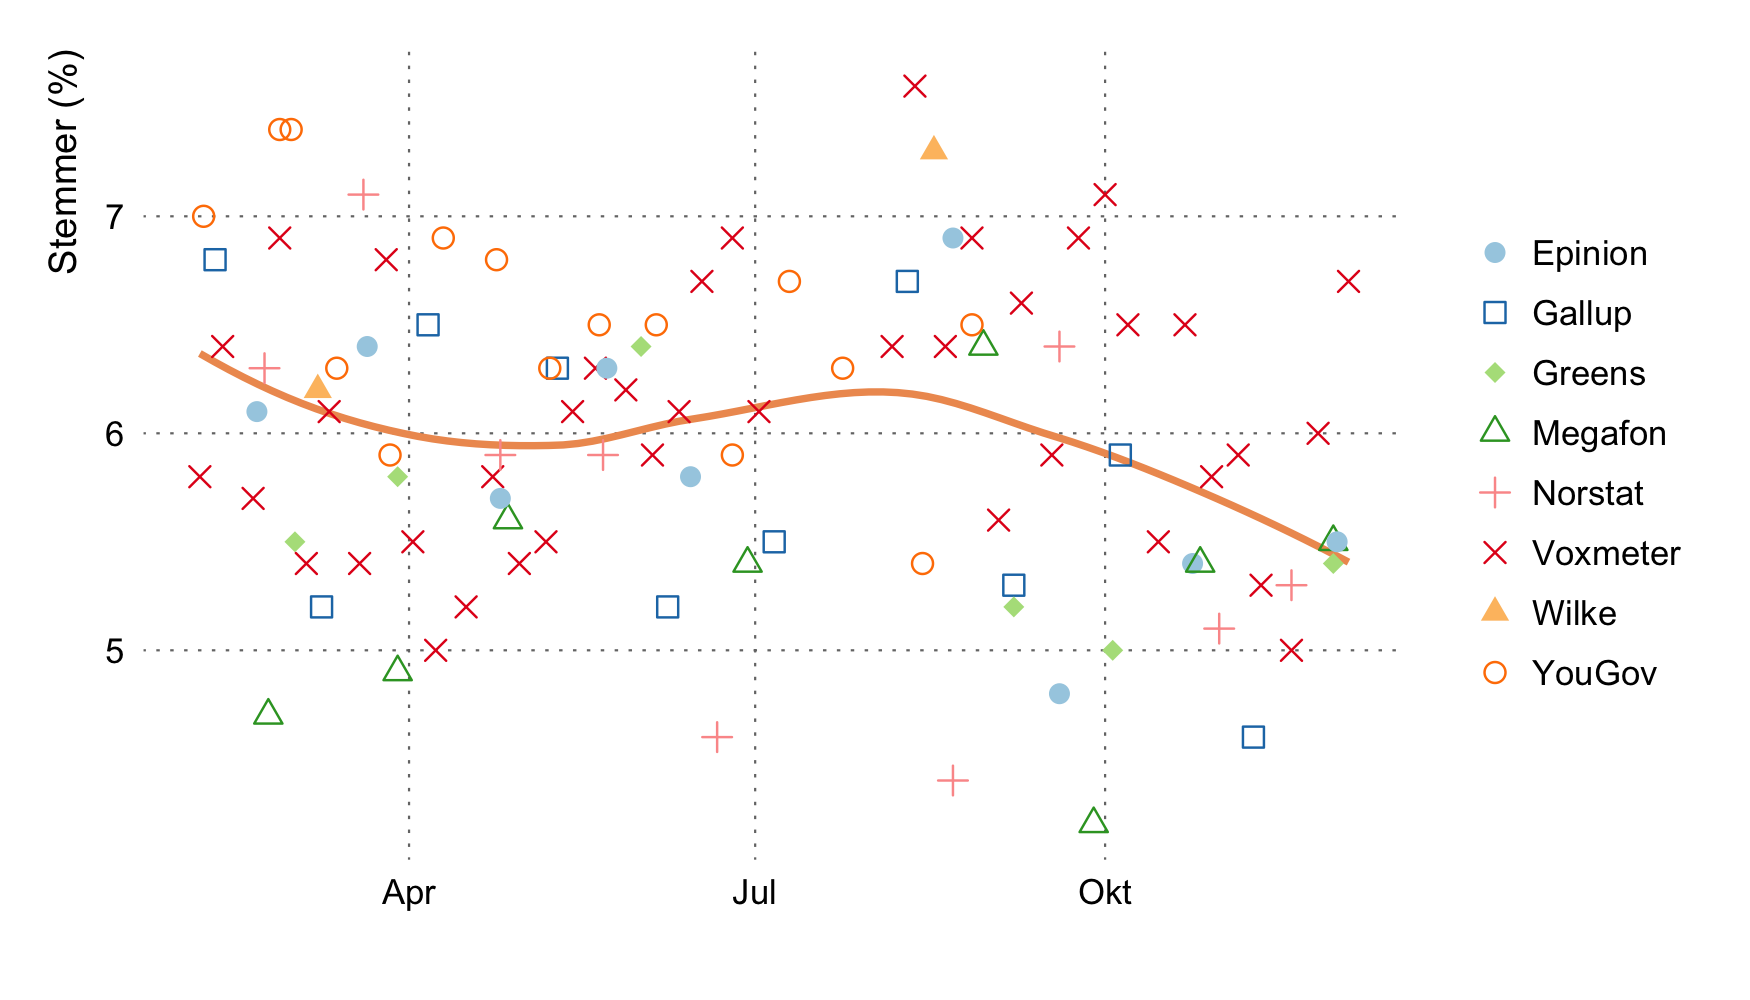 Stemmer (%)
7
6
5
Apr
Jul
Okt
Epinion
Gallup
Greens
Megafon
Norstat
Voxmeter
Wilke
YouGov